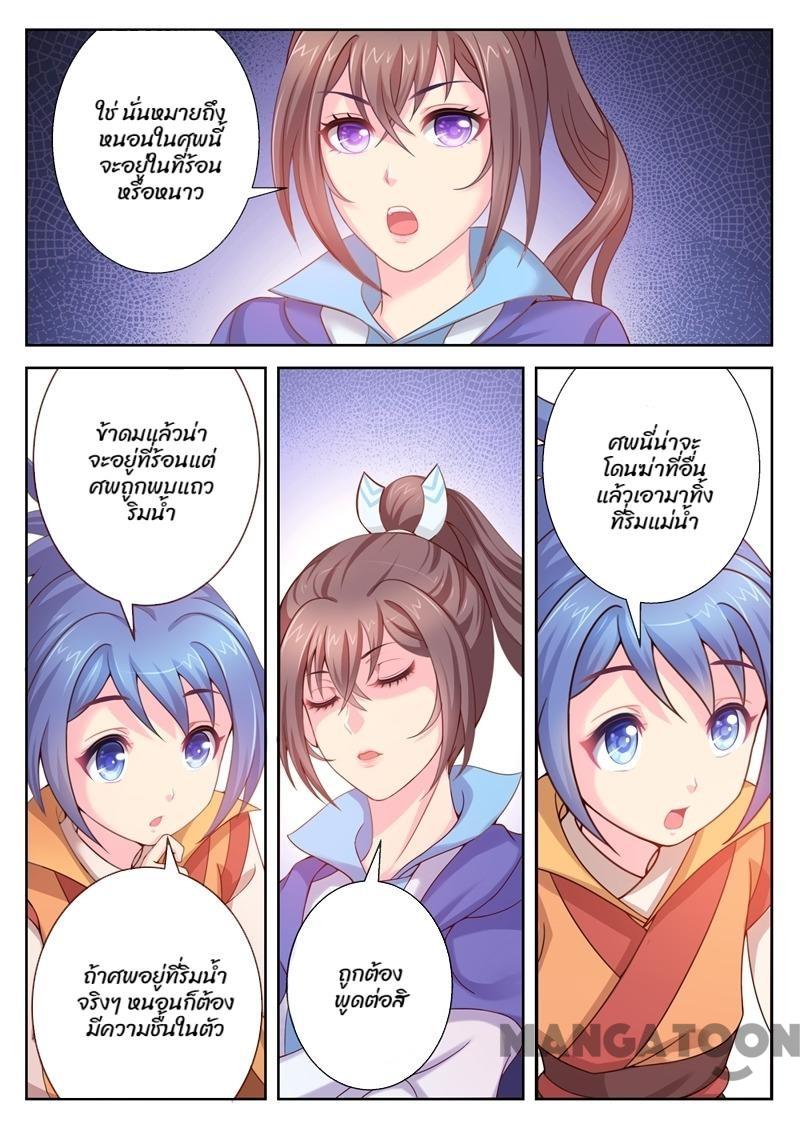 ใช่ นั่นหมายถึง
หนอนในศพนี้
จะอยู่ในที่ร้อน
หรือหนาว
ข้าดมแล้วน่า
จะอยู่ที่ร้อนแต่
ศพถูกพบแถว
ริมน้ำ
ถ้าศพอยู่ที่ริมน้ำ
จริงๆ หนอนก็ต้อง
มีความชื้นในตัว
ถูกต้อง
พูดต่อสิ
ศพนี่น่าจะ
โดนฆ่าที่อื่น
แล้วเอามาทิ้ง
ที่ริมแม่น้ำ
MANGATOON